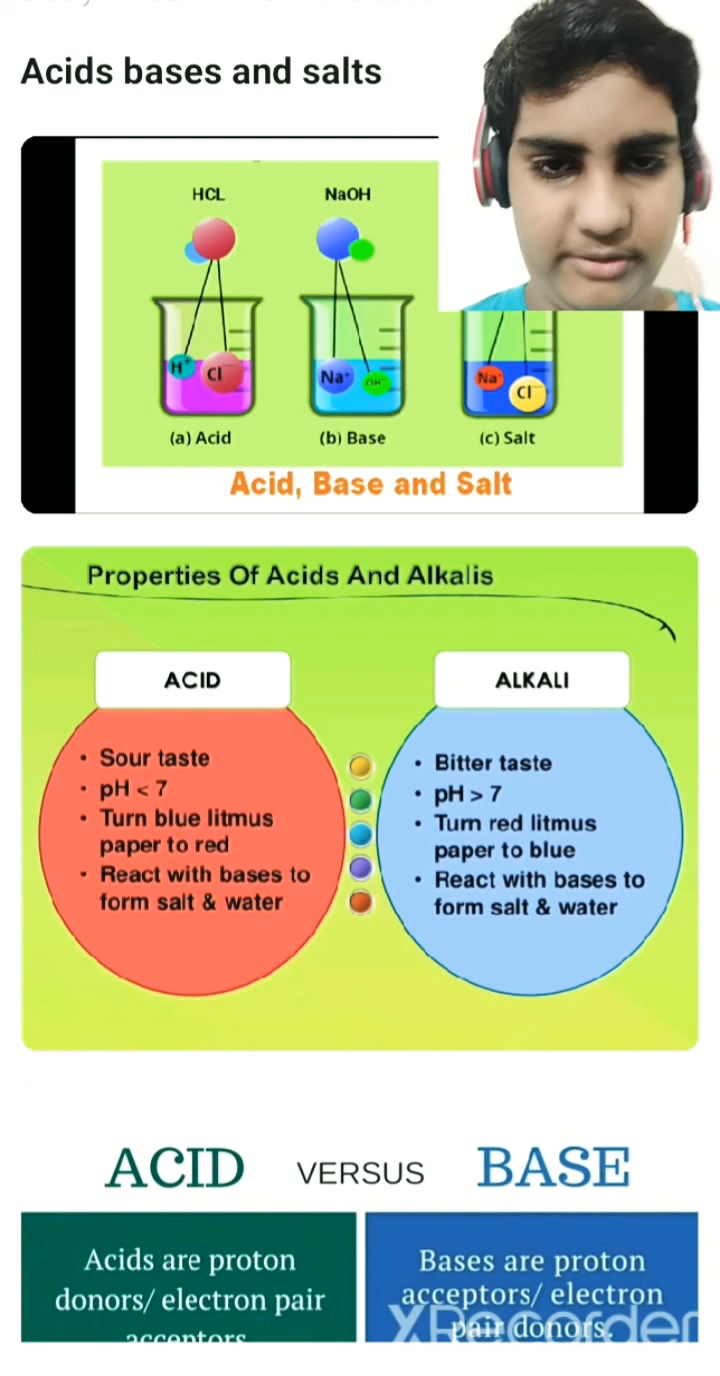 Acids bases and salts
HCL
NaOH
H⁺
Cl⁻
Na⁺
OH⁻
Na⁺
Cl⁻
(a) Acid
(b) Base
(c) Salt
Acid, Base and Salt
Properties Of Acids And Alkalis
ACID
• Sour taste
• pH < 7
• Turn blue litmus
paper to red
• React with bases to
form salt & water
ALKALI
• Bitter taste
• pH > 7
• Turn red litmus
paper to blue
• React with bases to
form salt & water
ACID VERSUS BASE
Acids are proton
donors/ electron pair
acceptors
Bases are proton
acceptors/ electron
pair donors.
XRecorder